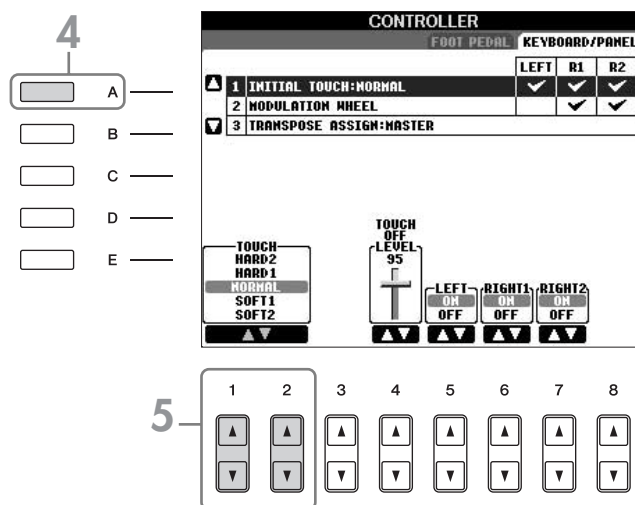 4
A
B
C
D
E
CONTROLLER
FOOT PEDAL KEYBOARD/PANEL
LEFT R1 R2
1 INITIAL TOUCH:NORMAL
2 MODULATION WHEEL
3 TRANSPOSE ASSIGN:MASTER
TOUCH
HARD2
HARD1
NORMAL
SOFT1
SOFT2
TOUCH
OFF
LEVEL
95
LEFT
ON
OFF
RIGHT1
ON
OFF
RIGHT2
ON
OFF
5
1 2 3 4 5 6 7 8